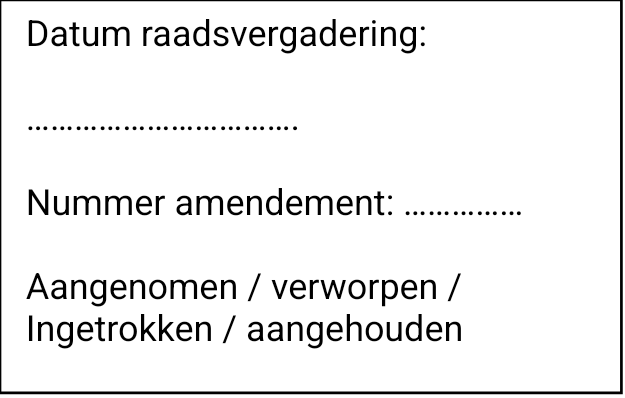 Datum raadsvergadering:
…………………………….
Nummer amendement: ……………
Aangenomen / verworpen /
Ingetrokken / aangehouden